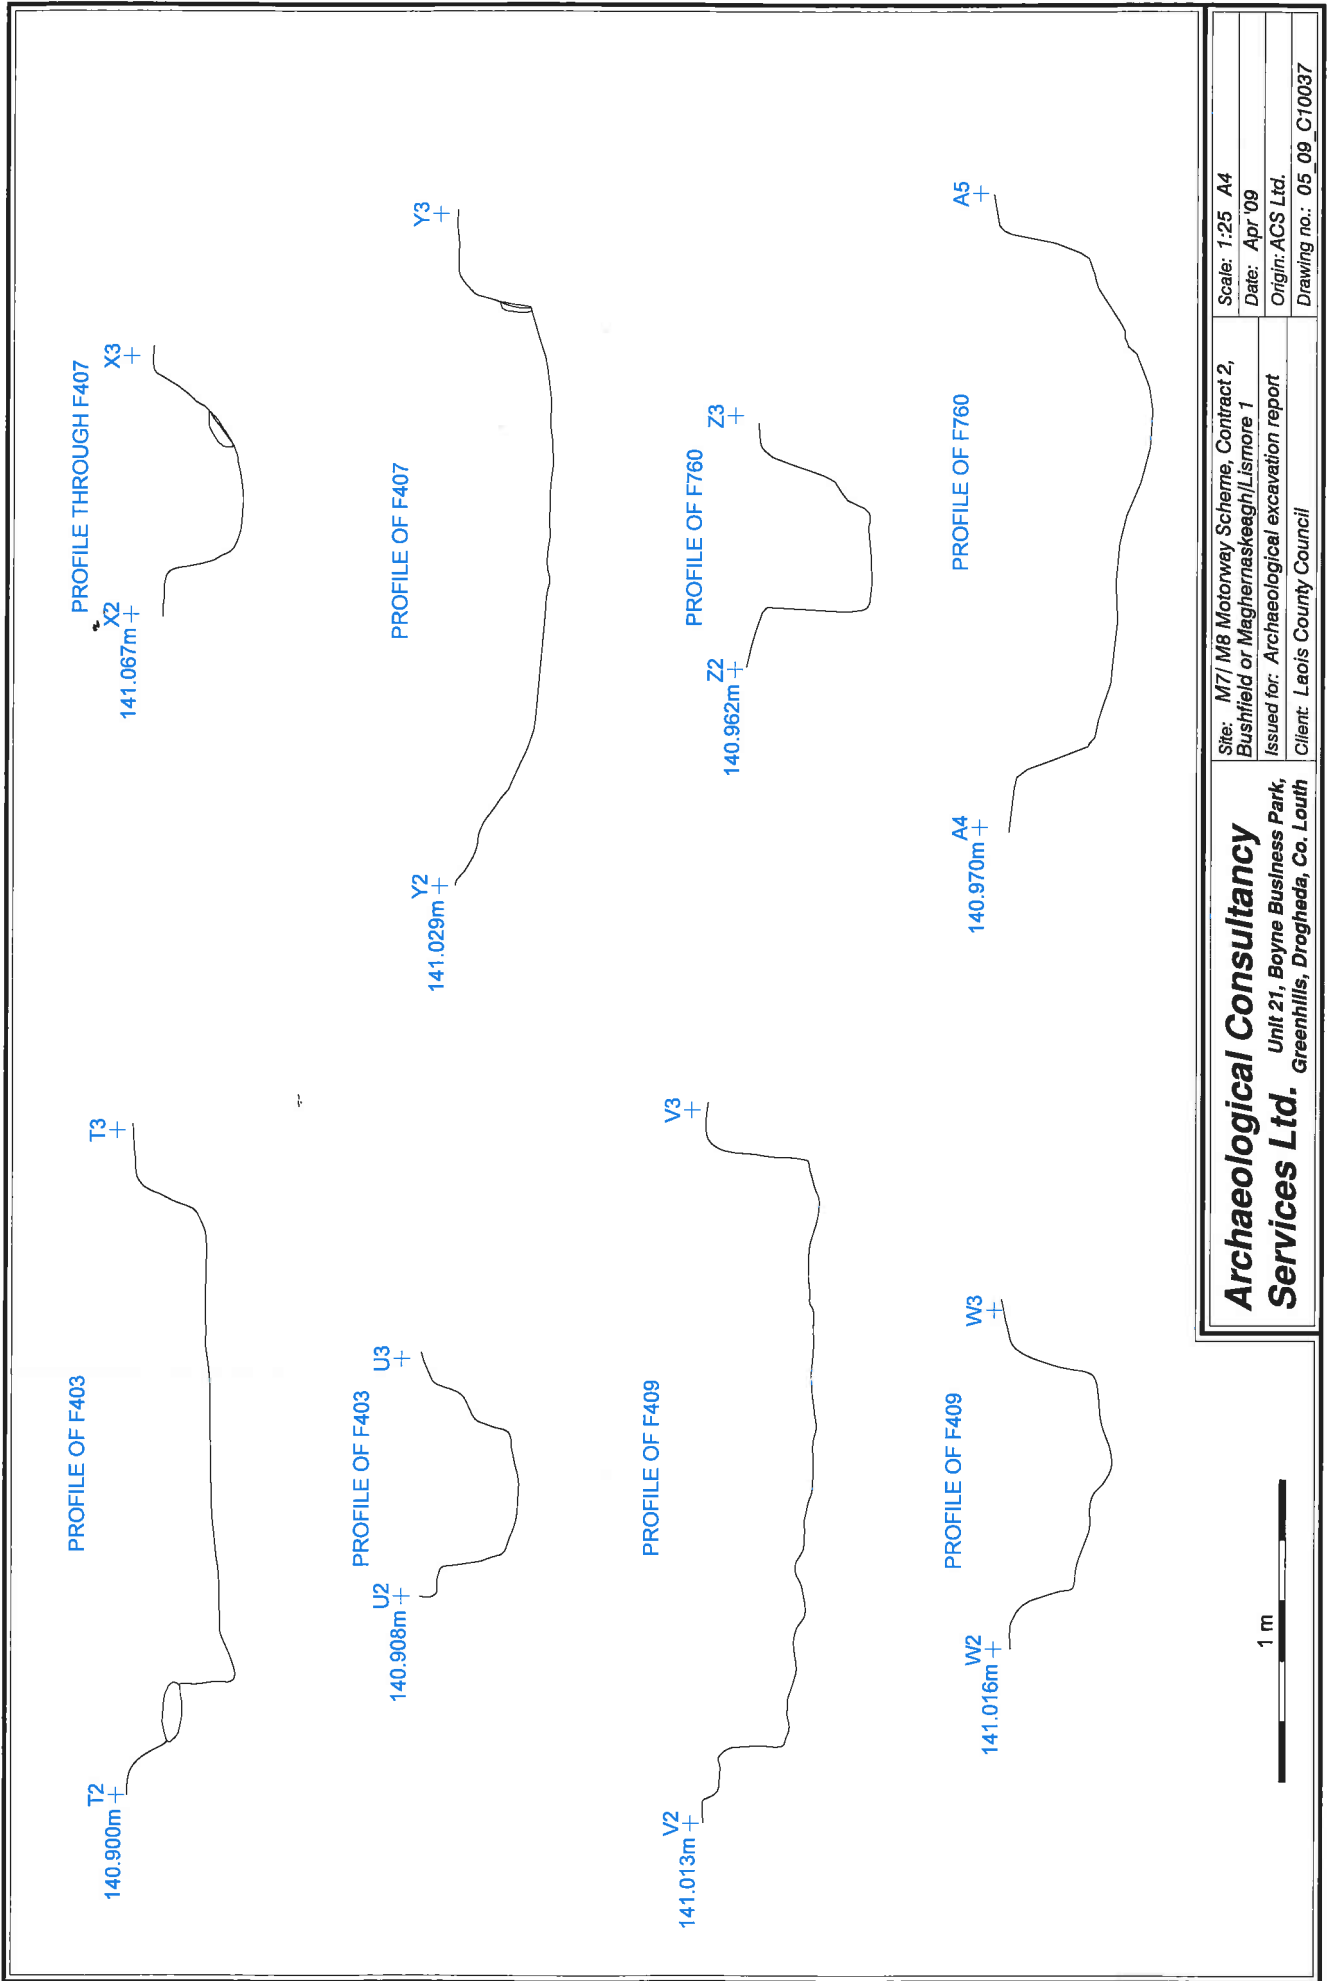 PROFILE OF F403
T2
T3
140.900m
PROFILE THROUGH F407
X2
X3
141.067m
PROFILE OF F403
U2
U3
140.908m
PROFILE OF F407
Y2
Y3
141.029m
PROFILE OF F409
V2
V3
141.013m
PROFILE OF F760
Z2
Z3
140.962m
PROFILE OF F409
W2
W3
141.016m
PROFILE OF F760
A4
A5
140.970m
1 m
Archaeological Consultancy
Services Ltd.
Unit 21, Boyne Business Park,
Greenhills, Drogheda, Co. Louth
Site: M7/ M8 Motorway Scheme, Contract 2,
Bushfield or Maghernaskeagh/Lismore 1
Issued for: Archaeological excavation report
Client: Laois County Council
Scale: 1:25 A4
Date: Apr '09
Origin: ACS Ltd.
Drawing no.: 05_09_C10037